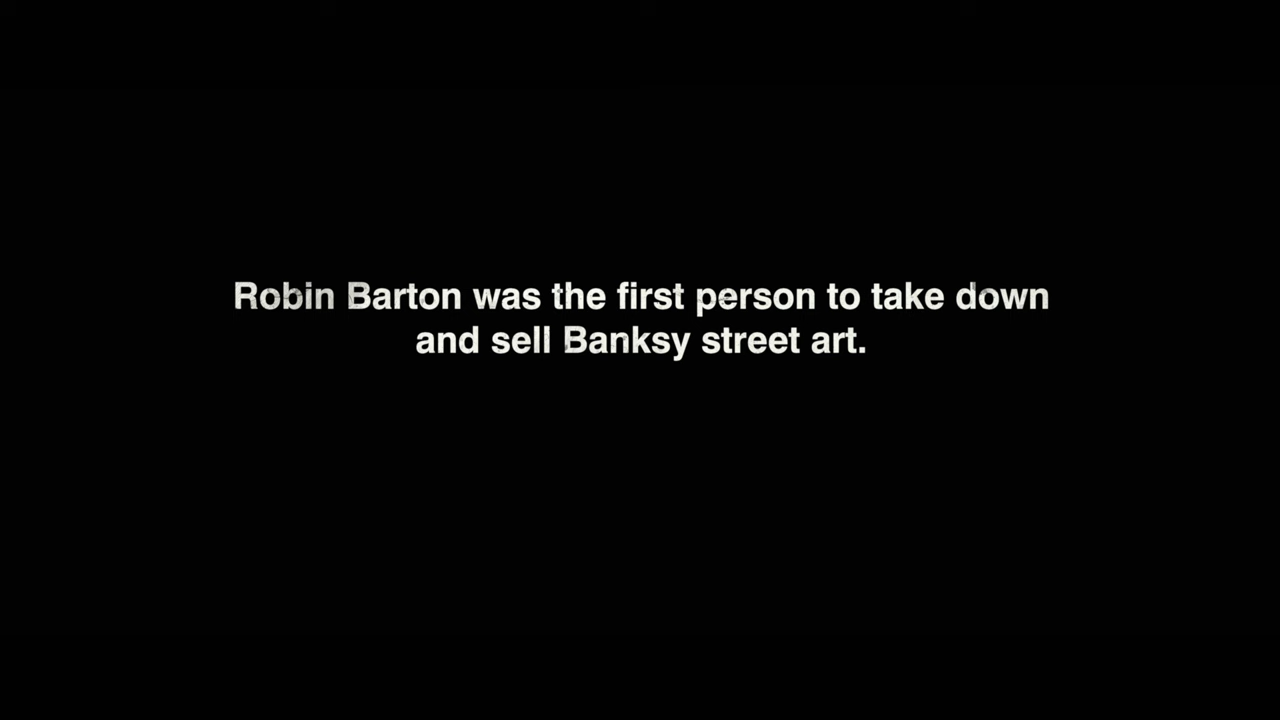 Robin Barton was the first person to take down
and sell Banksy street art.